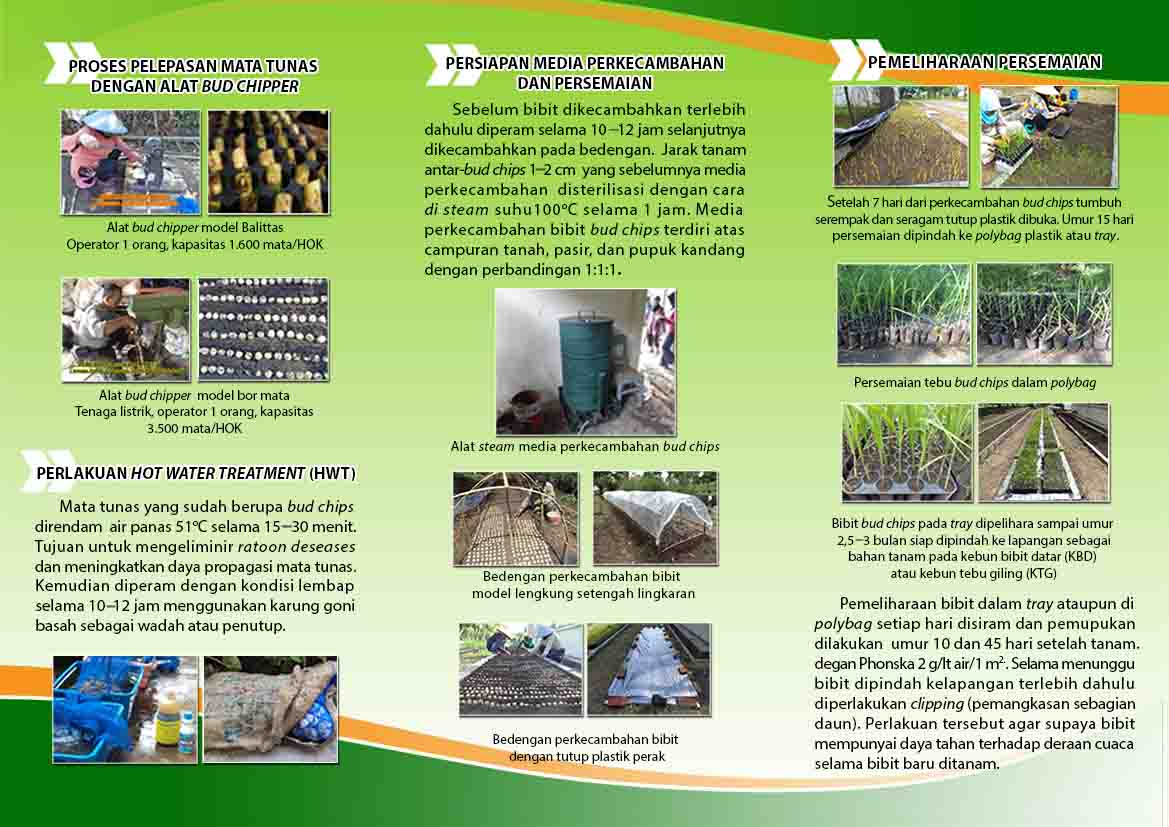 PROSES PELEPASAN MATA TUNAS
DENGAN ALAT BUD CHIPPER
Alat bud chipper model Balittas
Operator 1 orang, kapasitas 1.600 mata/HOK
Alat bud chipper model bor mata
Tenaga listrik, operator 1 orang, kapasitas
3.500 mata/HOK
PERLAKUAN HOT WATER TREATMENT (HWT)
Mata tunas yang sudah berupa bud chips
direndam air panas 51°C selama 15−30 menit.
Tujuan untuk mengeliminir ratoon deseases
dan meningkatkan daya propagasi mata tunas.
Kemudian diperam dengan kondisi lembap
selama 10−12 jam menggunakan karung goni
basah sebagai wadah atau penutup.
PERSIAPAN MEDIA PERKECAMBAHAN
DAN PERSEMAIAN
Sebelum bibit dikecambahkan terlebih
dahulu diperam selama 10−12 jam selanjutnya
dikecambahkan pada bedengan. Jarak tanam
antar-bud chips 1−2 cm yang sebelumnya media
perkecambahan disterilisasi dengan cara
di steam suhu100°C selama 1 jam. Media
perkecambahan bibit bud chips terdiri atas
campuran tanah, pasir, dan pupuk kandang
dengan perbandingan 1:1:1.
Alat steam media perkecambahan bud chips
Bedengan perkecambahan bibit
model lengkung setengah lingkaran
Bedengan perkecambahan bibit
dengan tutup plastik perak
PEMELIHARAAN PERSEMAIAN
Setelah 7 hari dari perkecambahan bud chips tumbuh
serempak dan seragam tutup plastik dibuka. Umur 15 hari
persemaian dipindah ke polybag plastik atau tray.
Persemaian tebu bud chips dalam polybag
Bibit bud chips pada tray dipelihara sampai umur
2,5−3 bulan siap dipindah ke lapangan sebagai
bahan tanam pada kebun bibit datar (KBD)
atau kebun tebu giling (KTG)
Pemeliharaan bibit dalam tray ataupun di
polybag setiap hari disiram dan pemupukan
dilakukan umur 10 dan 45 hari setelah tanam.
degan Phonska 2 g/lt air/1 m². Selama menunggu
bibit dipindah kelapangan terlebih dahulu
diperlakukan clipping (pemangkasan sebagian
daun). Perlakuan tersebut agar supaya bibit
mempunyai daya tahan terhadap deraan cuaca
selama bibit baru ditanam.